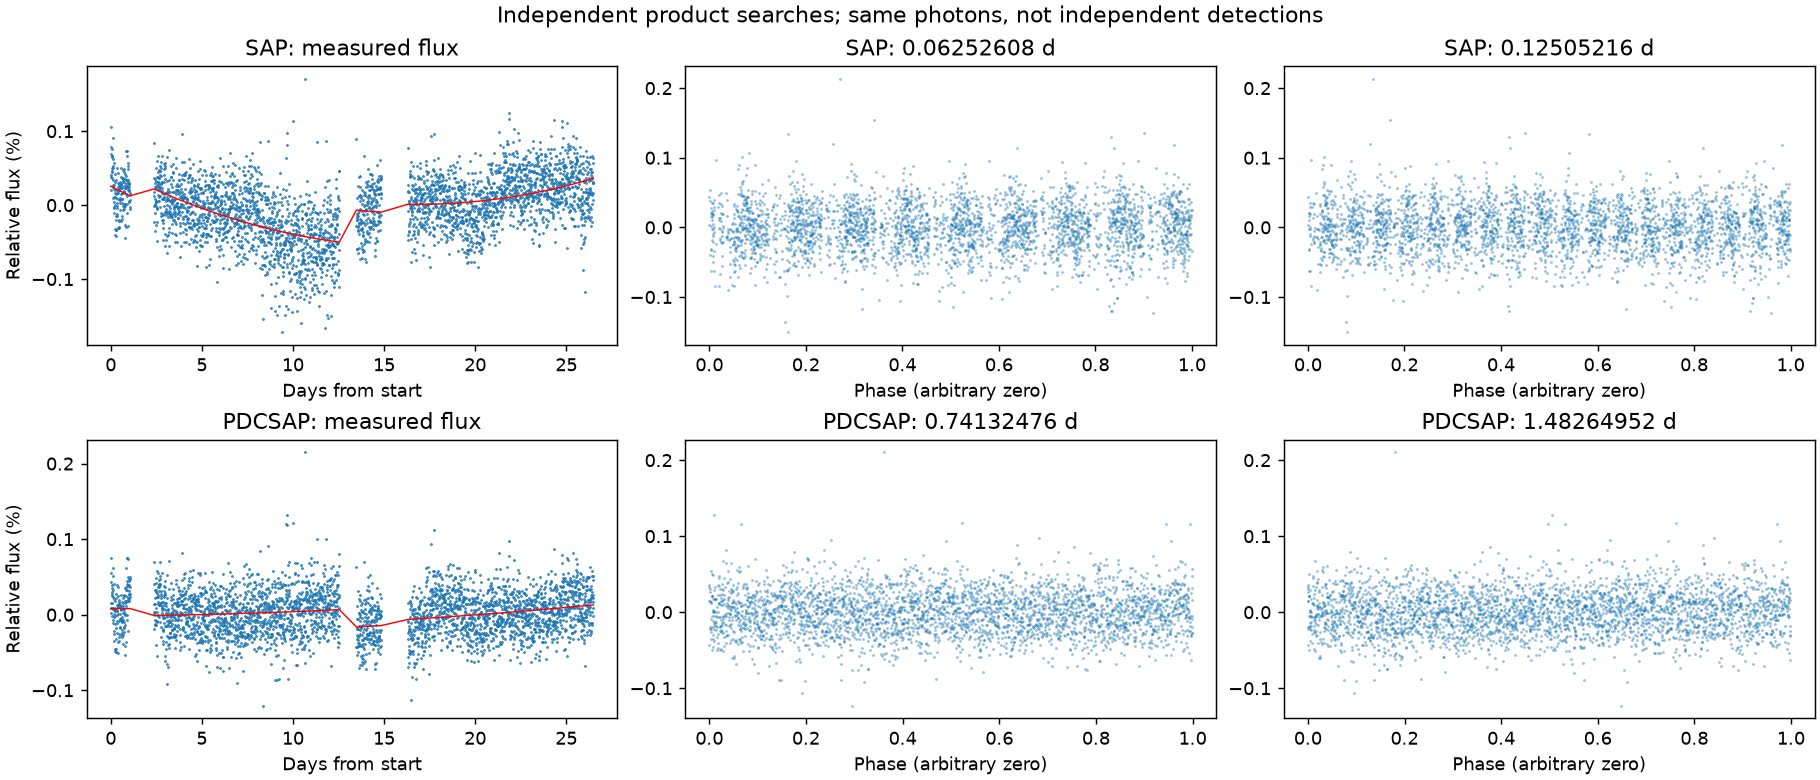 Independent product searches; same photons, not independent detections
SAP: measured flux
SAP: 0.06252608 d
SAP: 0.12505216 d
Relative flux (%)
0.1
0.0
−0.1
0 5 10 15 20 25
Days from start
0.2
0.1
0.0
−0.1
0.0 0.2 0.4 0.6 0.8 1.0
Phase (arbitrary zero)
0.2
0.1
0.0
−0.1
0.0 0.2 0.4 0.6 0.8 1.0
Phase (arbitrary zero)
PDCSAP: measured flux
PDCSAP: 0.74132476 d
PDCSAP: 1.48264952 d
Relative flux (%)
0.2
0.1
0.0
−0.1
0 5 10 15 20 25
Days from start
0.2
0.1
0.0
−0.1
0.0 0.2 0.4 0.6 0.8 1.0
Phase (arbitrary zero)
0.2
0.1
0.0
−0.1
0.0 0.2 0.4 0.6 0.8 1.0
Phase (arbitrary zero)